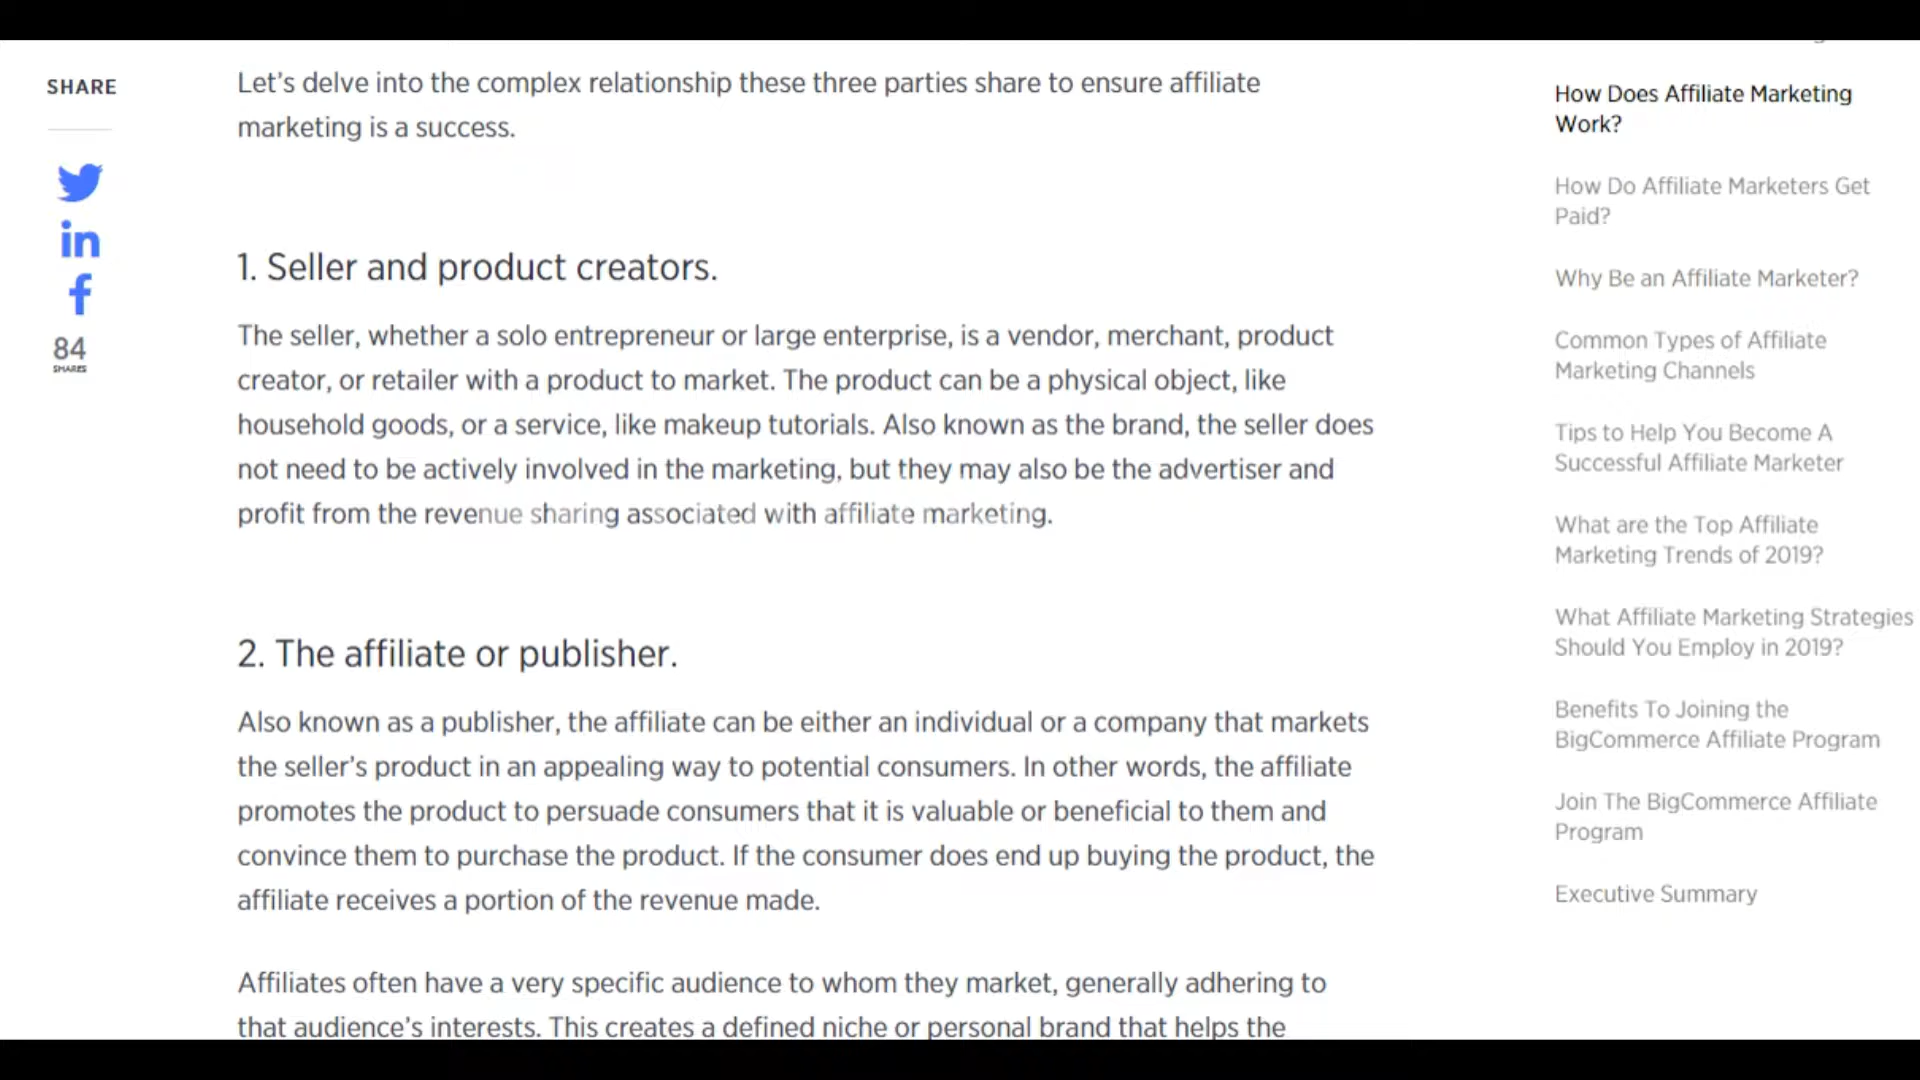 SHARE
84
SHARES
Let’s delve into the complex relationship these three parties share to ensure affiliate
marketing is a success.
1. Seller and product creators.
The seller, whether a solo entrepreneur or large enterprise, is a vendor, merchant, product
creator, or retailer with a product to market. The product can be a physical object, like
household goods, or a service, like makeup tutorials. Also known as the brand, the seller does
not need to be actively involved in the marketing, but they may also be the advertiser and
profit from the revenue sharing associated with affiliate marketing.
2. The affiliate or publisher.
Also known as a publisher, the affiliate can be either an individual or a company that markets
the seller’s product in an appealing way to potential consumers. In other words, the affiliate
promotes the product to persuade consumers that it is valuable or beneficial to them and
convince them to purchase the product. If the consumer does end up buying the product, the
affiliate receives a portion of the revenue made.
Affiliates often have a very specific audience to whom they market, generally adhering to
that audience’s interests. This creates a defined niche or personal brand that helps the
How Does Affiliate Marketing
Work?
How Do Affiliate Marketers Get
Paid?
Why Be an Affiliate Marketer?
Common Types of Affiliate
Marketing Channels
Tips to Help You Become A
Successful Affiliate Marketer
What are the Top Affiliate
Marketing Trends of 2019?
What Affiliate Marketing Strategies
Should You Employ in 2019?
Benefits To Joining the
BigCommerce Affiliate Program
Join The BigCommerce Affiliate
Program
Executive Summary